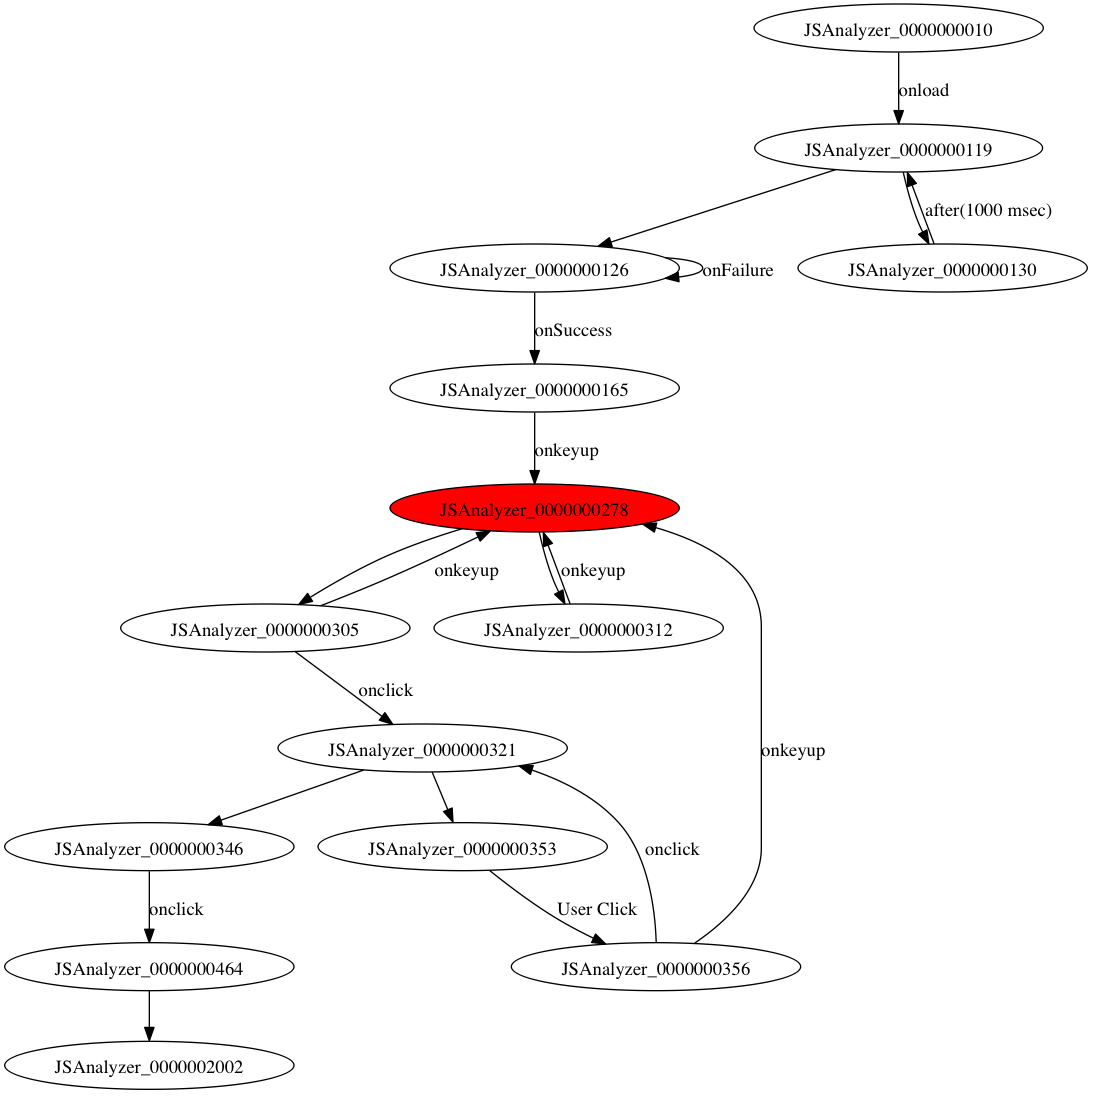 JSAnalyzer_0000000010
onload
JSAnalyzer_0000000119
after(1000 msec)
JSAnalyzer_0000000126
onFailure
JSAnalyzer_0000000130
onSuccess
JSAnalyzer_0000000165
onkeyup
JSAnalyzer_0000000278
onkeyup
onkeyup
JSAnalyzer_0000000305
JSAnalyzer_0000000312
onclick
JSAnalyzer_0000000321
onkeyup
JSAnalyzer_0000000346
JSAnalyzer_0000000353
onclick
onclick
User Click
JSAnalyzer_0000000464
JSAnalyzer_0000000356
JSAnalyzer_0000002002